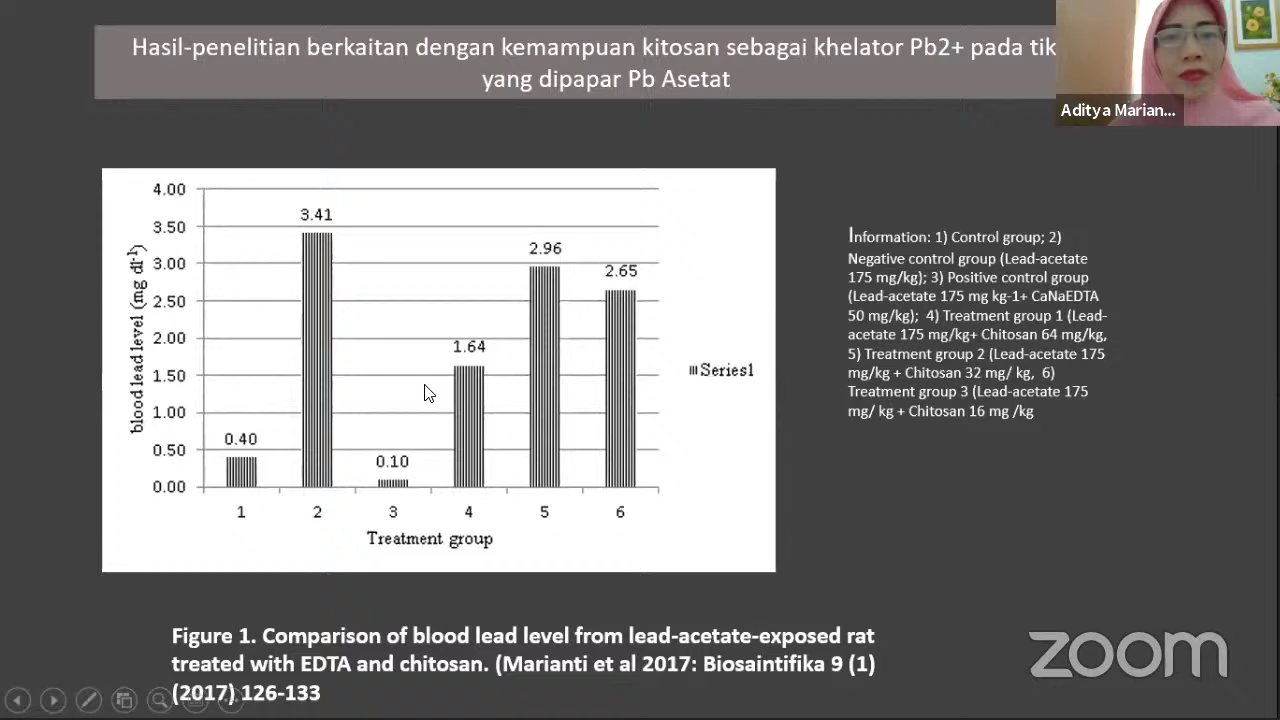 Hasil-penelitian berkaitan dengan kemampuan kitosan sebagai khelator Pb2+ pada tik
yang dipapar Pb Asetat
Aditya Marian...
4.00
3.50
3.00
2.50
2.00
1.50
1.00
0.50
0.00
blood lead level (mg dl-1)
0.40
3.41
0.10
1.64
2.96
2.65
1 2 3 4 5 6
Treatment group
Series1
Information: 1) Control group; 2)
Negative control group (Lead-acetate
175 mg/kg); 3) Positive control group
(Lead-acetate 175 mg kg-1+ CaNaEDTA
50 mg/kg); 4) Treatment group 1 (Lead-
acetate 175 mg/kg+ Chitosan 64 mg/kg,
5) Treatment group 2 (Lead-acetate 175
mg/kg + Chitosan 32 mg/ kg, 6)
Treatment group 3 (Lead-acetate 175
mg/ kg + Chitosan 16 mg /kg
Figure 1. Comparison of blood lead level from lead-acetate-exposed rat
treated with EDTA and chitosan. (Marianti et al 2017: Biosaintifika 9 (1)
(2017) 126-133
zoom